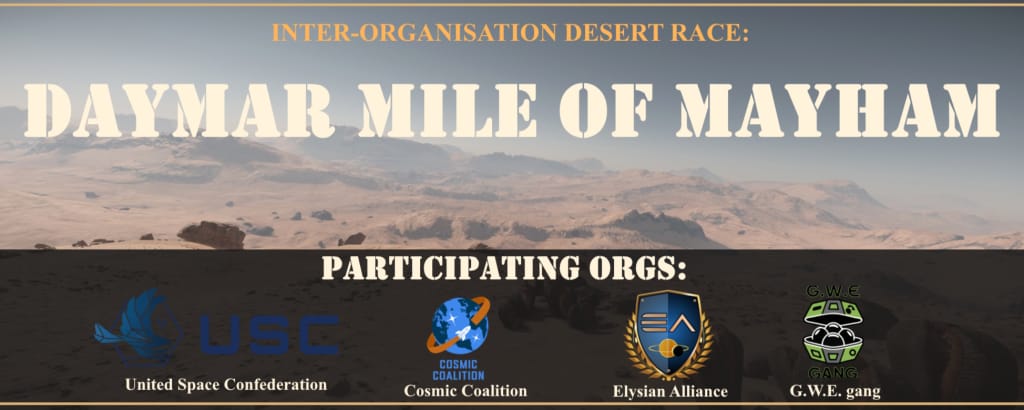 INTER-ORGANISATION DESERT RACE:
DAYMAR MILE OF MAYHAM
PARTICIPATING ORGS:
USC
United Space Confederation
COSMIC
COALITION
Cosmic Coalition
EA
Elysian Alliance
G.W.E
GANG
G.W.E. gang